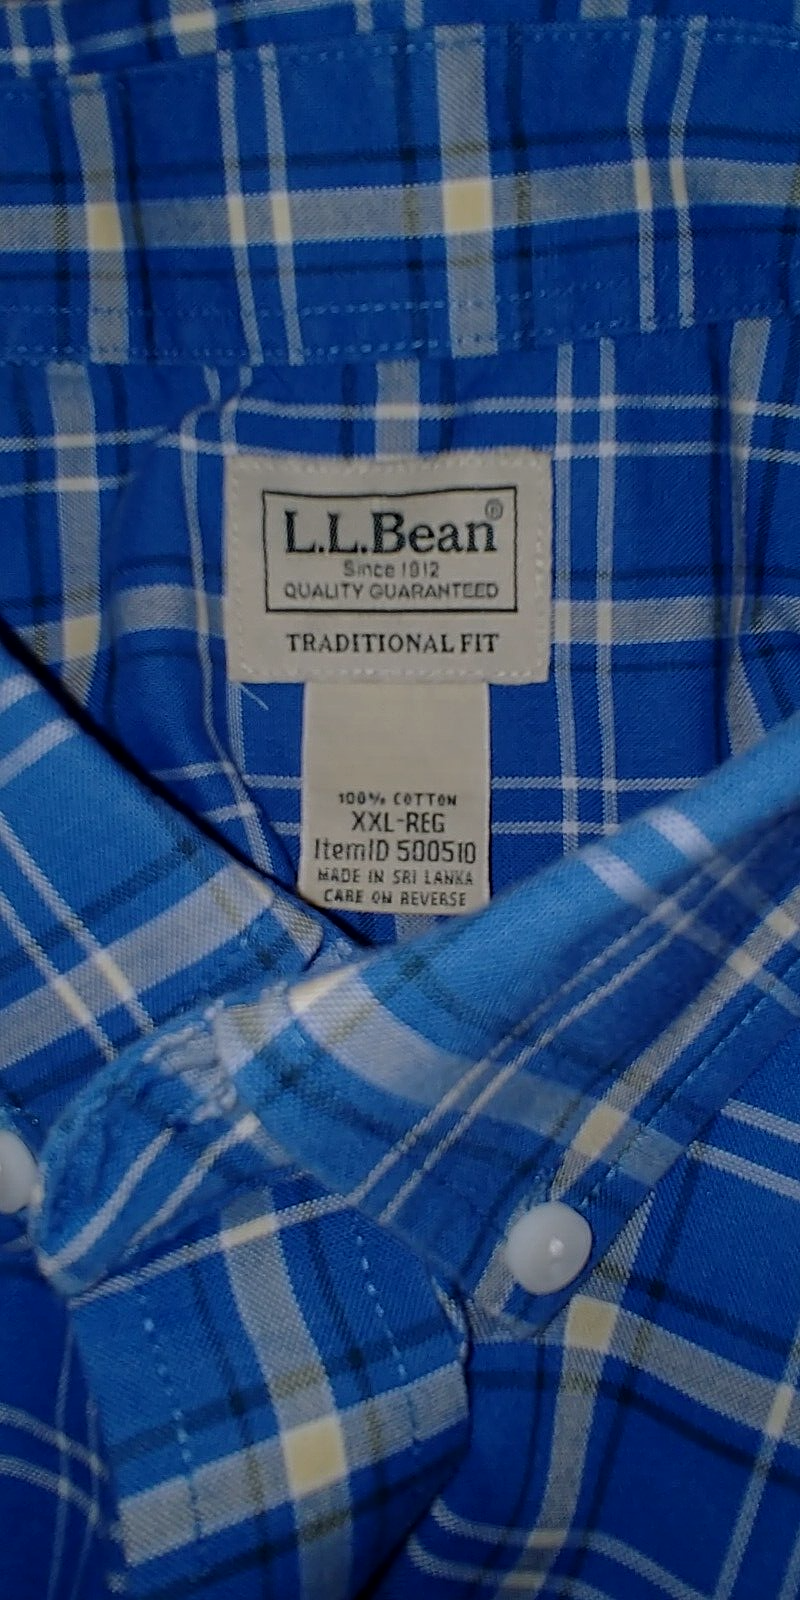 L.L.Bean®
Since 1912
QUALITY GUARANTEED
TRADITIONAL FIT
100% COTTON
XXL-REG
ItemID 500510
MADE IN SRI LANKA
CARE ON REVERSE